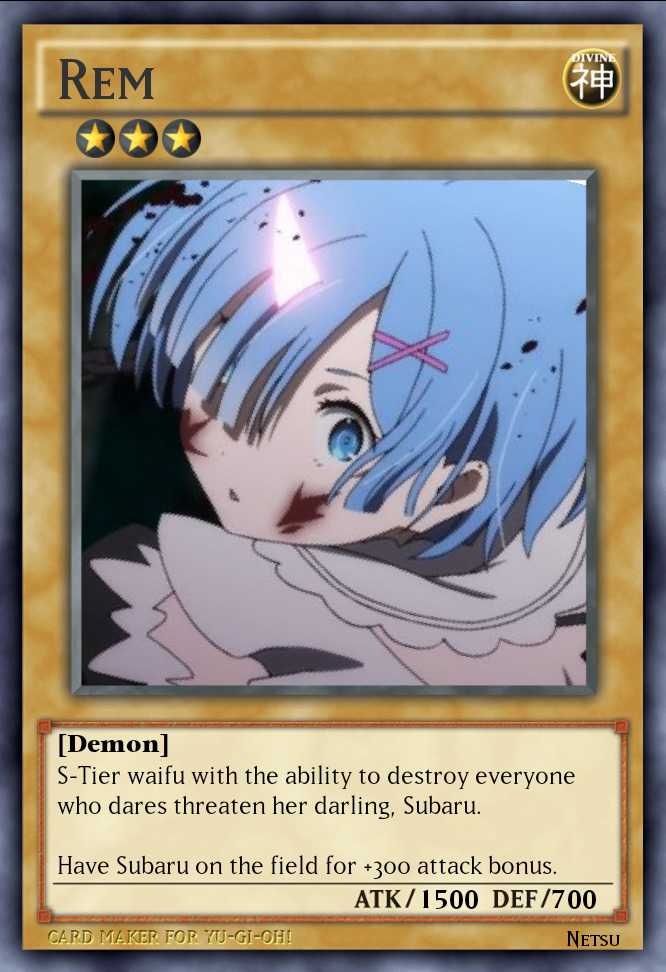 Rem
DIVINE
神
[Demon]
S-Tier waifu with the ability to destroy everyone
who dares threaten her darling, Subaru.
Have Subaru on the field for +300 attack bonus.
ATK/1500 DEF/700
CARD MAKER FOR YU-GI-OH!
Netsu